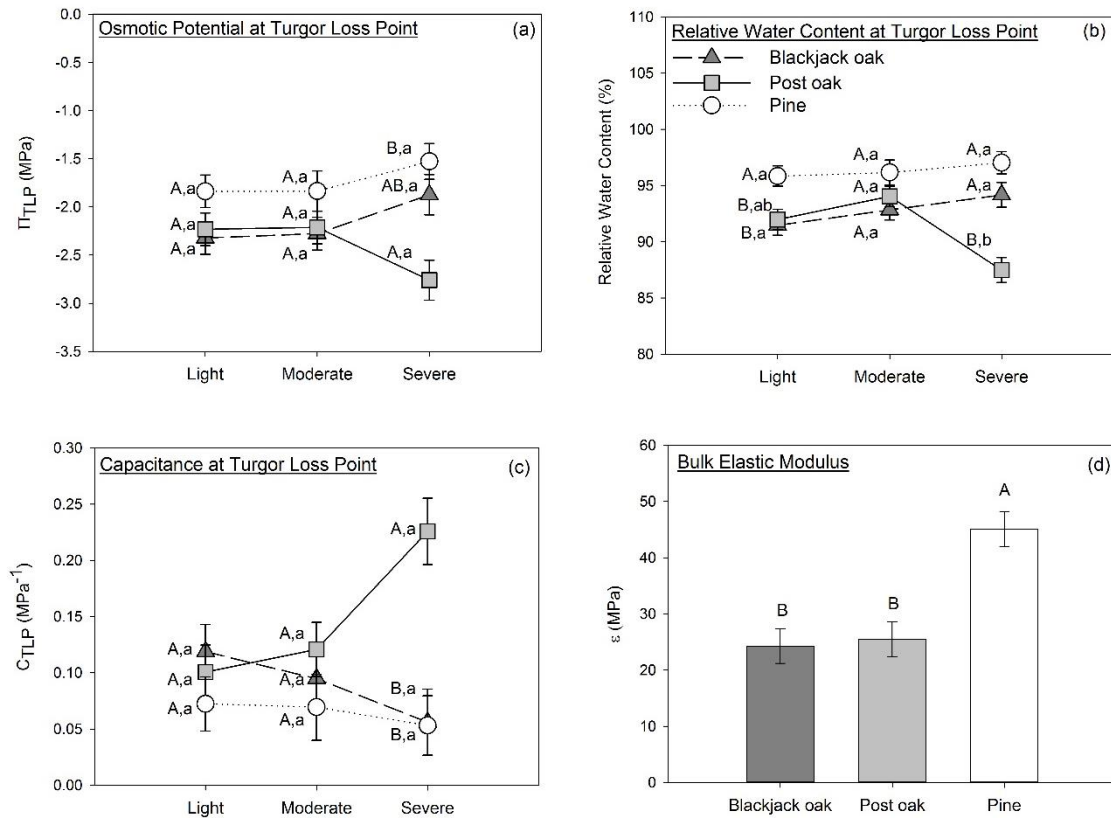 Osmotic Potential at Turgor Loss Point
(a)
0.0
-0.5
-1.0
-1.5
-2.0
-2.5
-3.0
-3.5
ΠTLP (MPa)
A,a
A,a
B,a
A,a
A,a
AB,a
A,a
A,a
A,a
Light
Moderate
Severe
Relative Water Content at Turgor Loss Point
(b)
110
105
100
95
90
85
80
Relative Water Content (%)
Blackjack oak
Post oak
Pine
A,a
A,a
A,a
B,ab
A,a
A,a
B,a
A,a
B,b
Light
Moderate
Severe
Capacitance at Turgor Loss Point
(c)
0.30
0.25
0.20
0.15
0.10
0.05
0.00
CTLP (MPa-1)
A,a
A,a
A,a
A,a
A,a
B,a
A,a
A,a
B,a
Light
Moderate
Severe
Bulk Elastic Modulus
(d)
60
50
40
30
20
10
0
ε (MPa)
B
B
A
Blackjack oak
Post oak
Pine